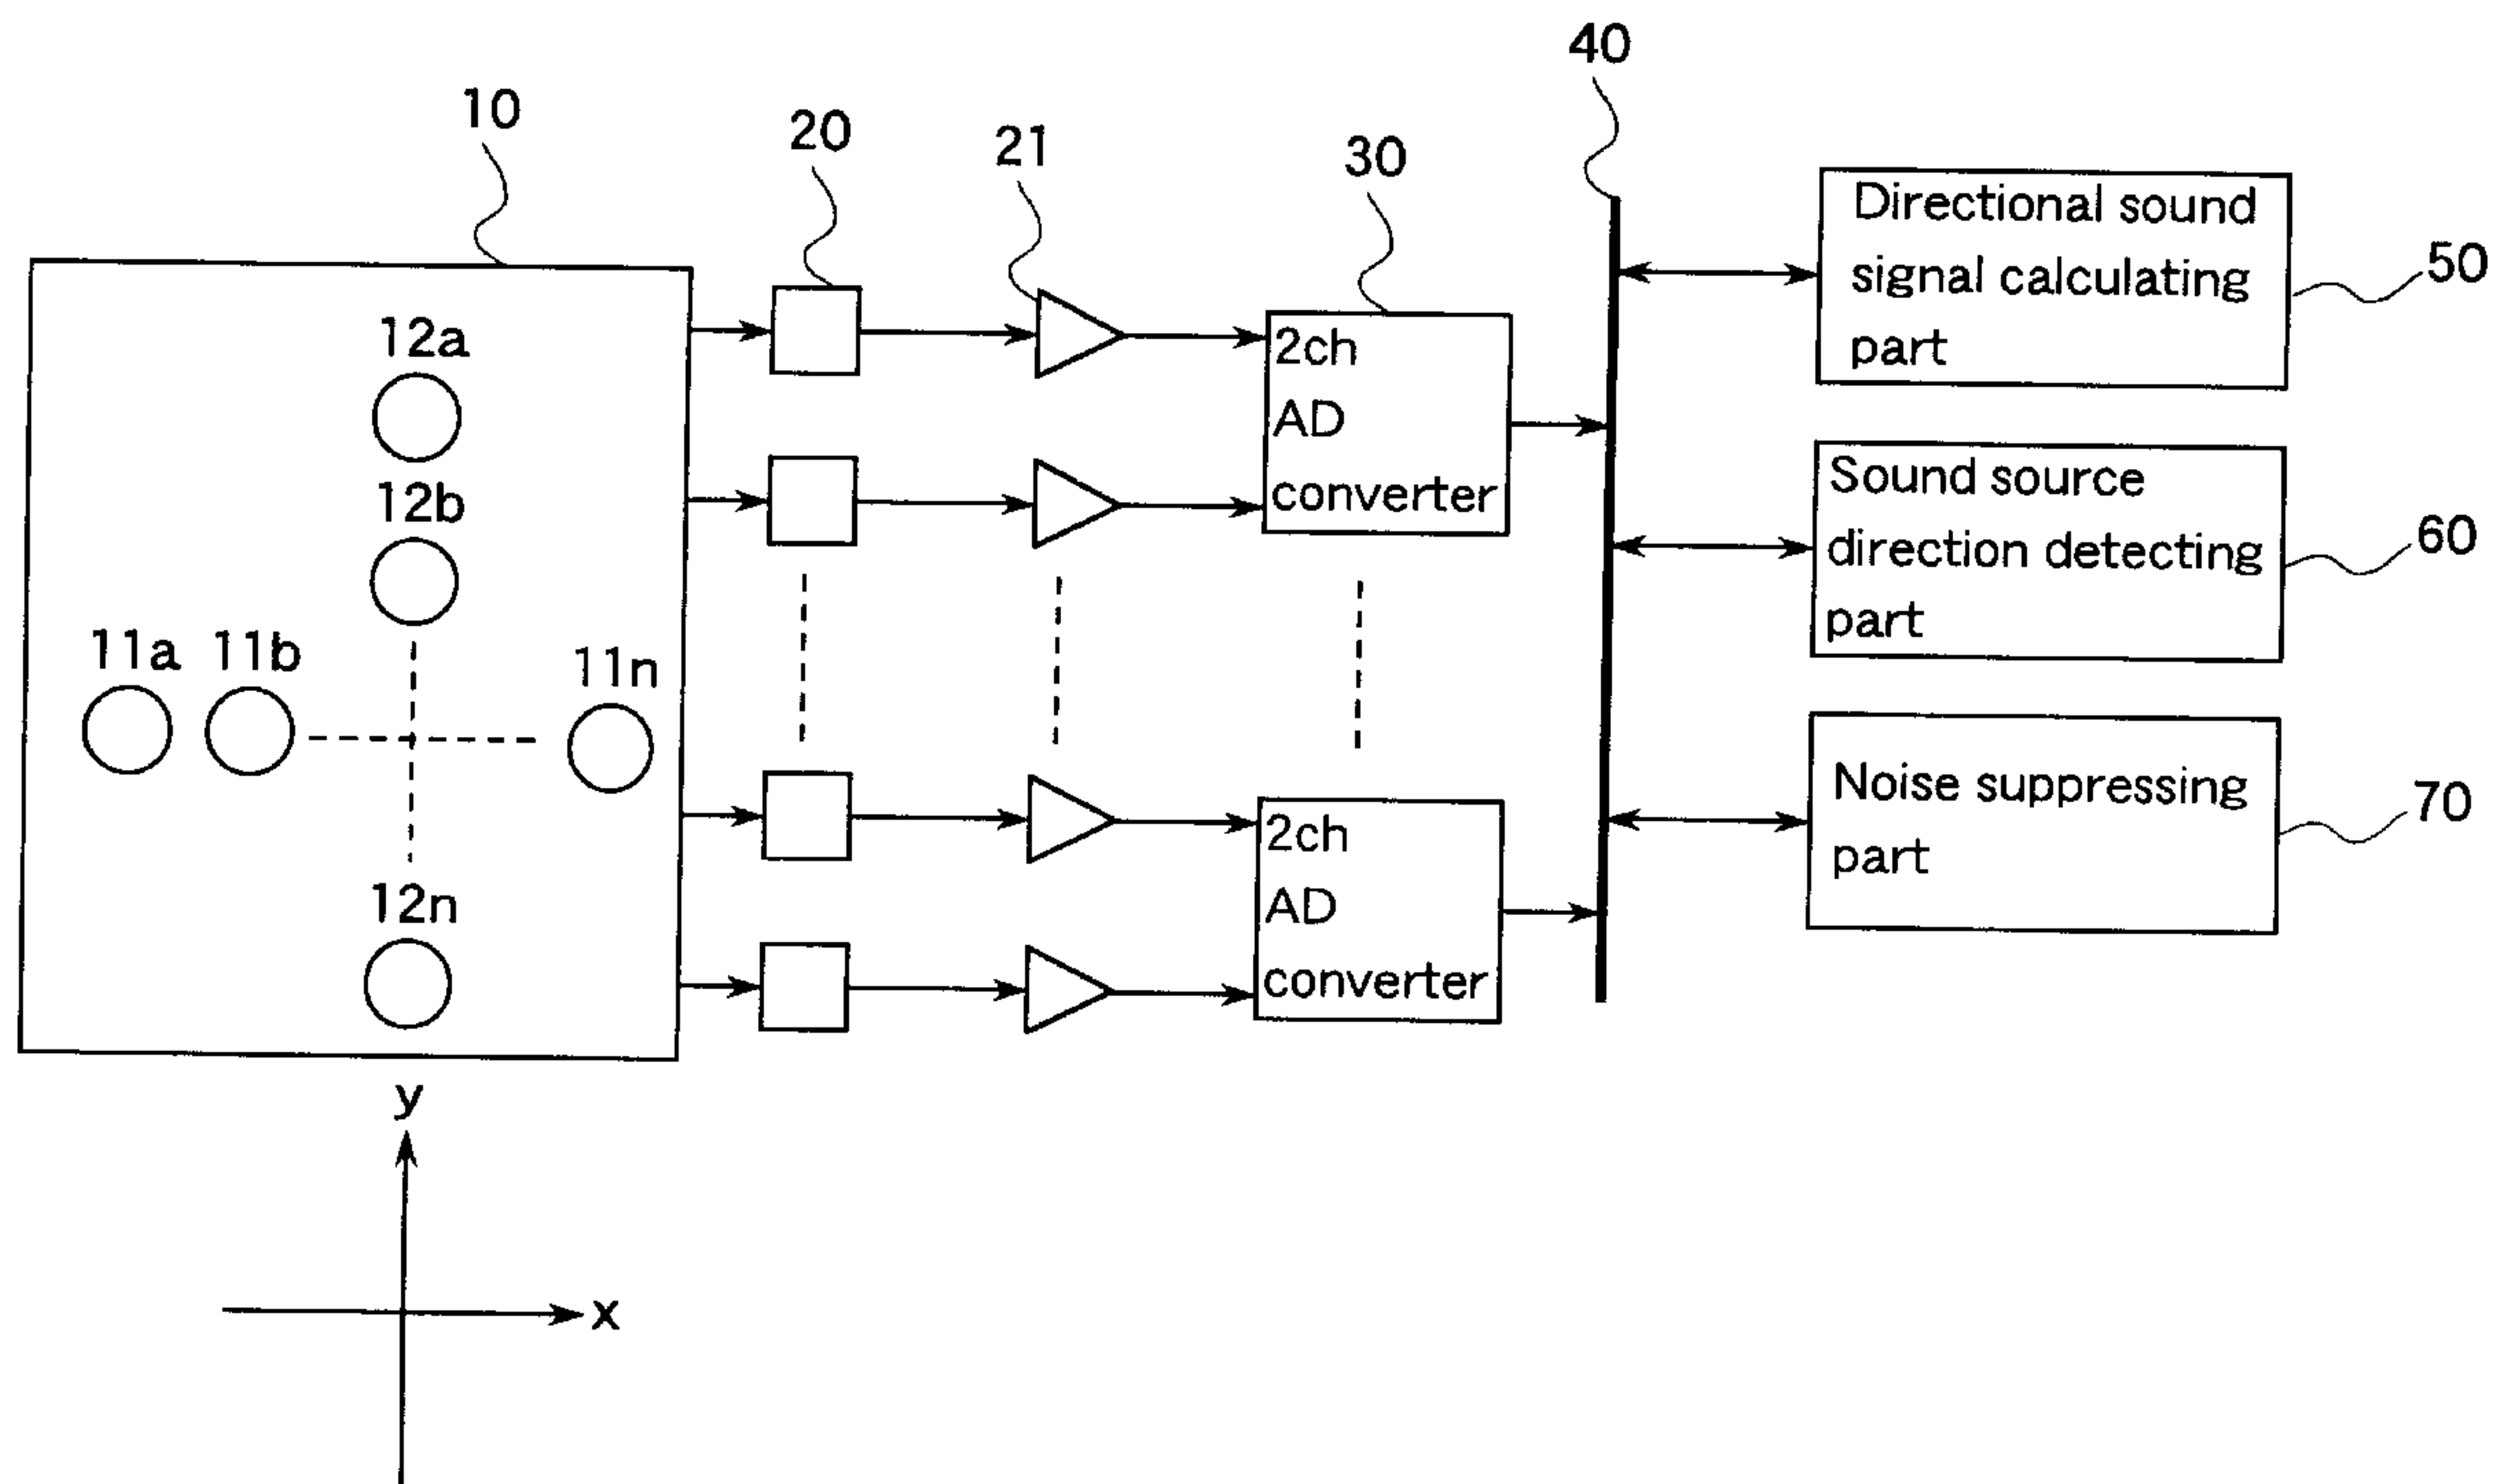 40
10
20
21
30
Directional sound
signal calculating
part
50
12a
2ch
AD
converter
12b
Sound source
direction detecting
part
60
11a 11b 11n
Noise suppressing
part
70
2ch
AD
converter
12n
y
x